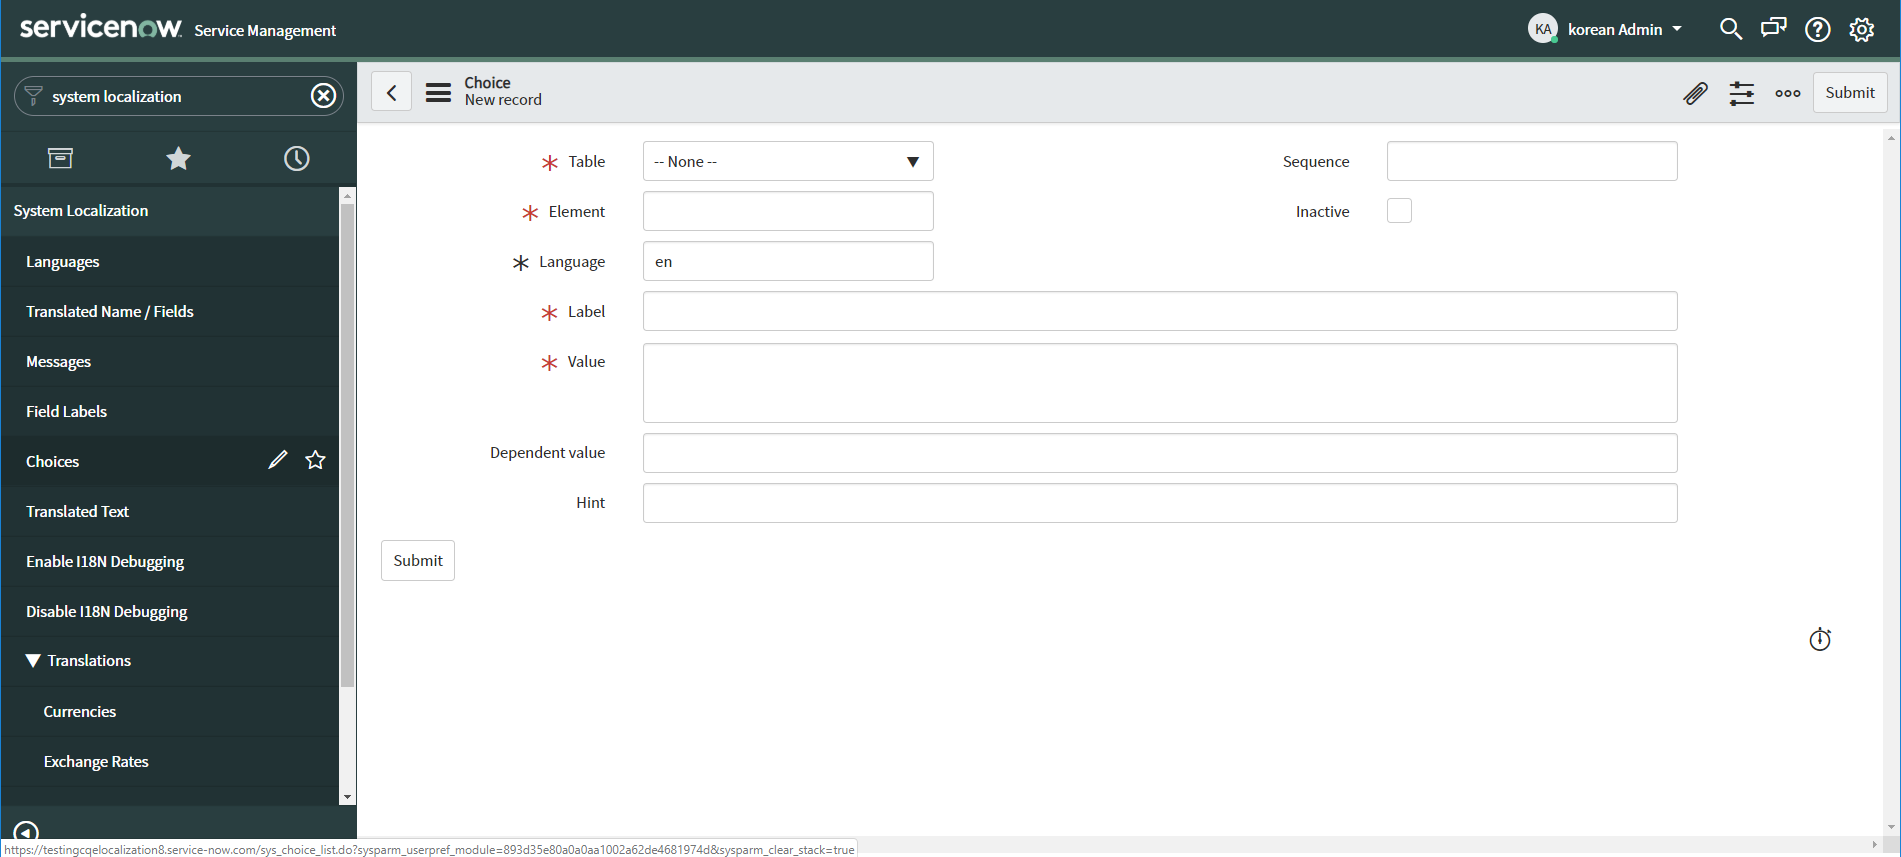 servicenow. Service Management
KA korean Admin
system localization
System Localization
Languages
Translated Name / Fields
Messages
Field Labels
Choices
Translated Text
Enable I18N Debugging
Disable I18N Debugging
Translations
Currencies
Exchange Rates
Choice
New record
Submit
Table -- None --
Sequence
Element
Inactive
Language en
Label
Value
Dependent value
Hint
Submit
https://testingcqelocalization8.service-now.com/sys_choice_list.do?sysparm_userpref_module=893d35e80a0a0aa1002a62de4681974d&sysparm_clear_stack=true